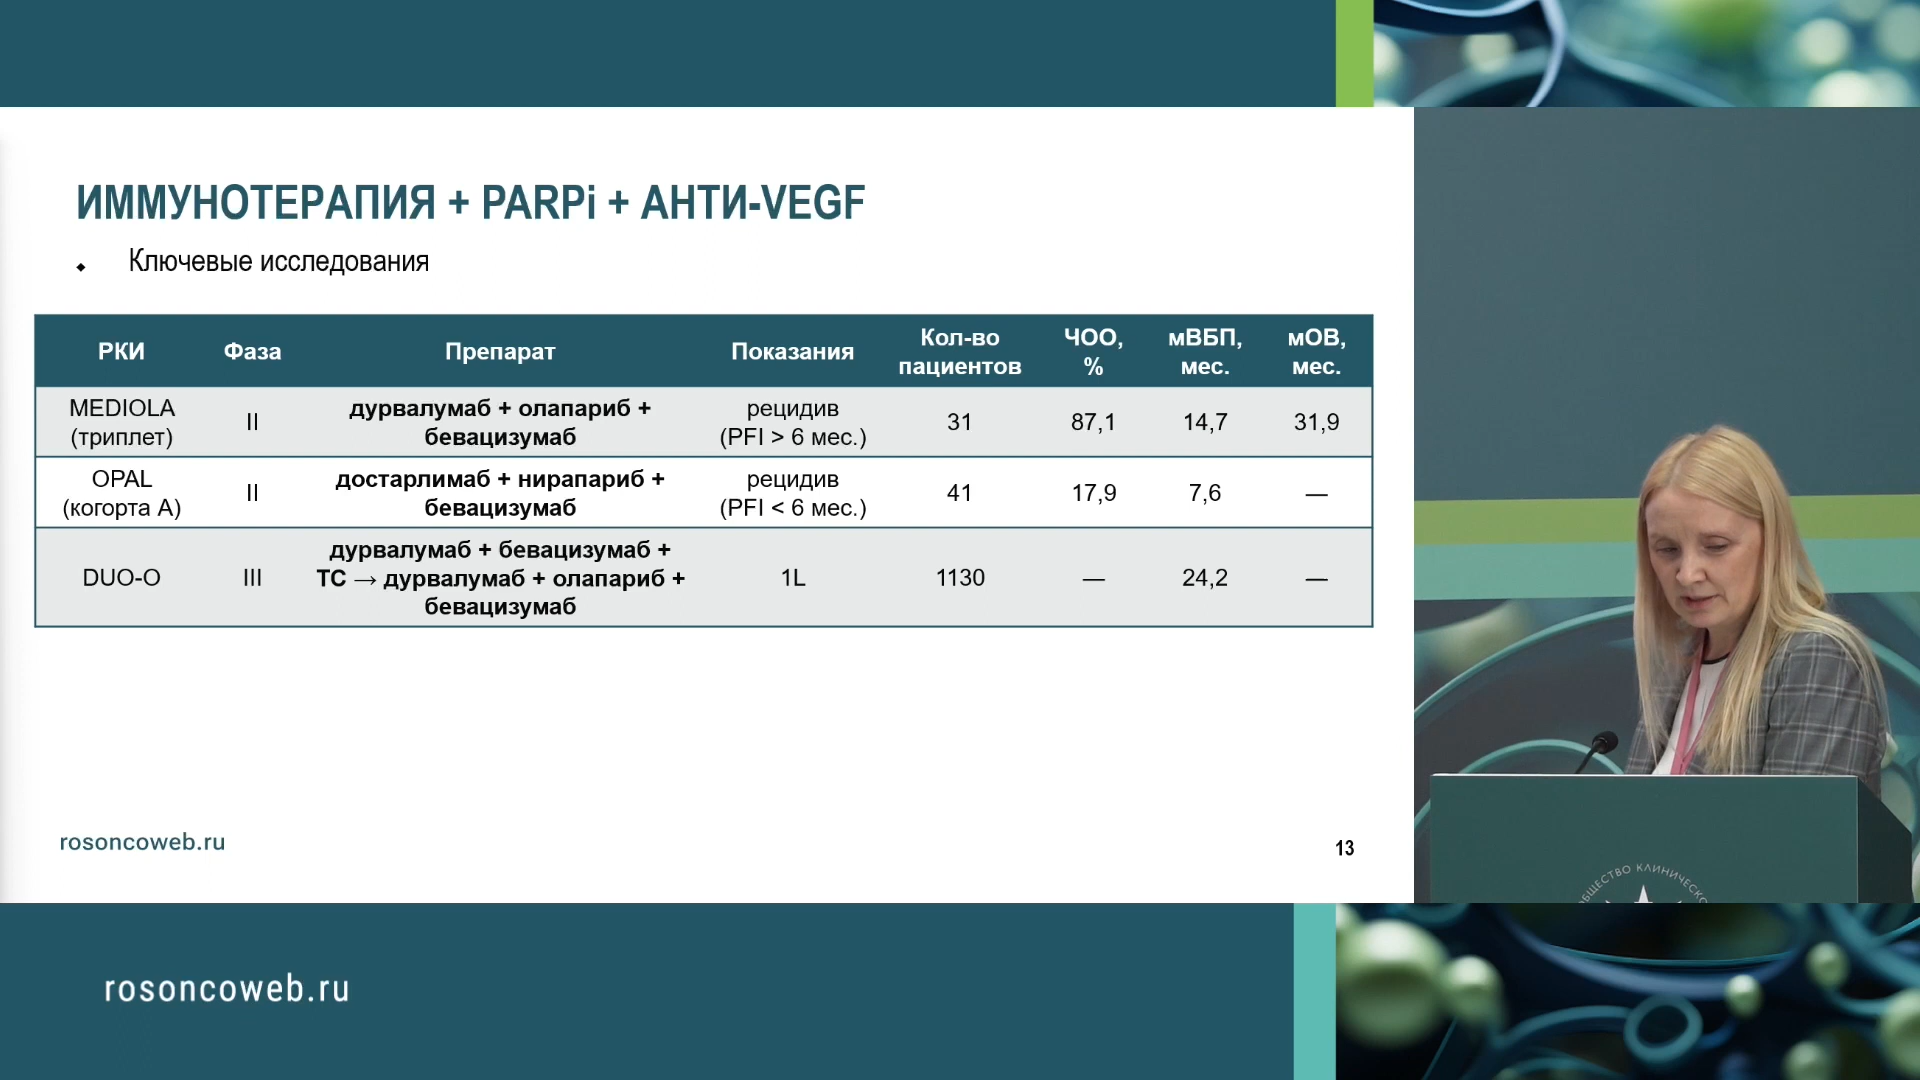 ИММУНОТЕРАПИЯ + PARPi + АНТИ-VEGF
Ключевые исследования
РКИ Фаза Препарат Показания Кол-во пациентов ЧОО, % мВБП, мес. мОВ, мес.
MEDIOLA (триплет) II дурвалумаб + олапариб + бевацизумаб рецидив (PFI > 6 мес.) 31 87,1 14,7 31,9
OPAL (когорта А) II достарлимаб + нирапариб + бевацизумаб рецидив (PFI < 6 мес.) 41 17,9 7,6 —
DUO-O III дурвалумаб + бевацизумаб + ТС → дурвалумаб + олапариб + бевацизумаб 1L 1130 — 24,2 —
rosoncoweb.ru
13
ОБЩЕСТВО КЛИНИЧЕСКО
rosoncoweb.ru